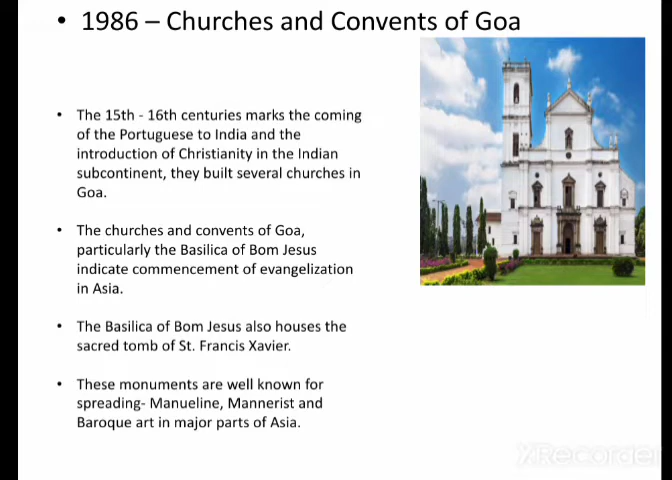 • 1986 – Churches and Convents of Goa
• The 15th - 16th centuries marks the coming
of the Portuguese to India and the
introduction of Christianity in the Indian
subcontinent, they built several churches in
Goa.
• The churches and convents of Goa,
particularly the Basilica of Bom Jesus
indicate commencement of evangelization
in Asia.
• The Basilica of Bom Jesus also houses the
sacred tomb of St. Francis Xavier.
• These monuments are well known for
spreading- Manueline, Mannerist and
Baroque art in major parts of Asia.
XRecorder